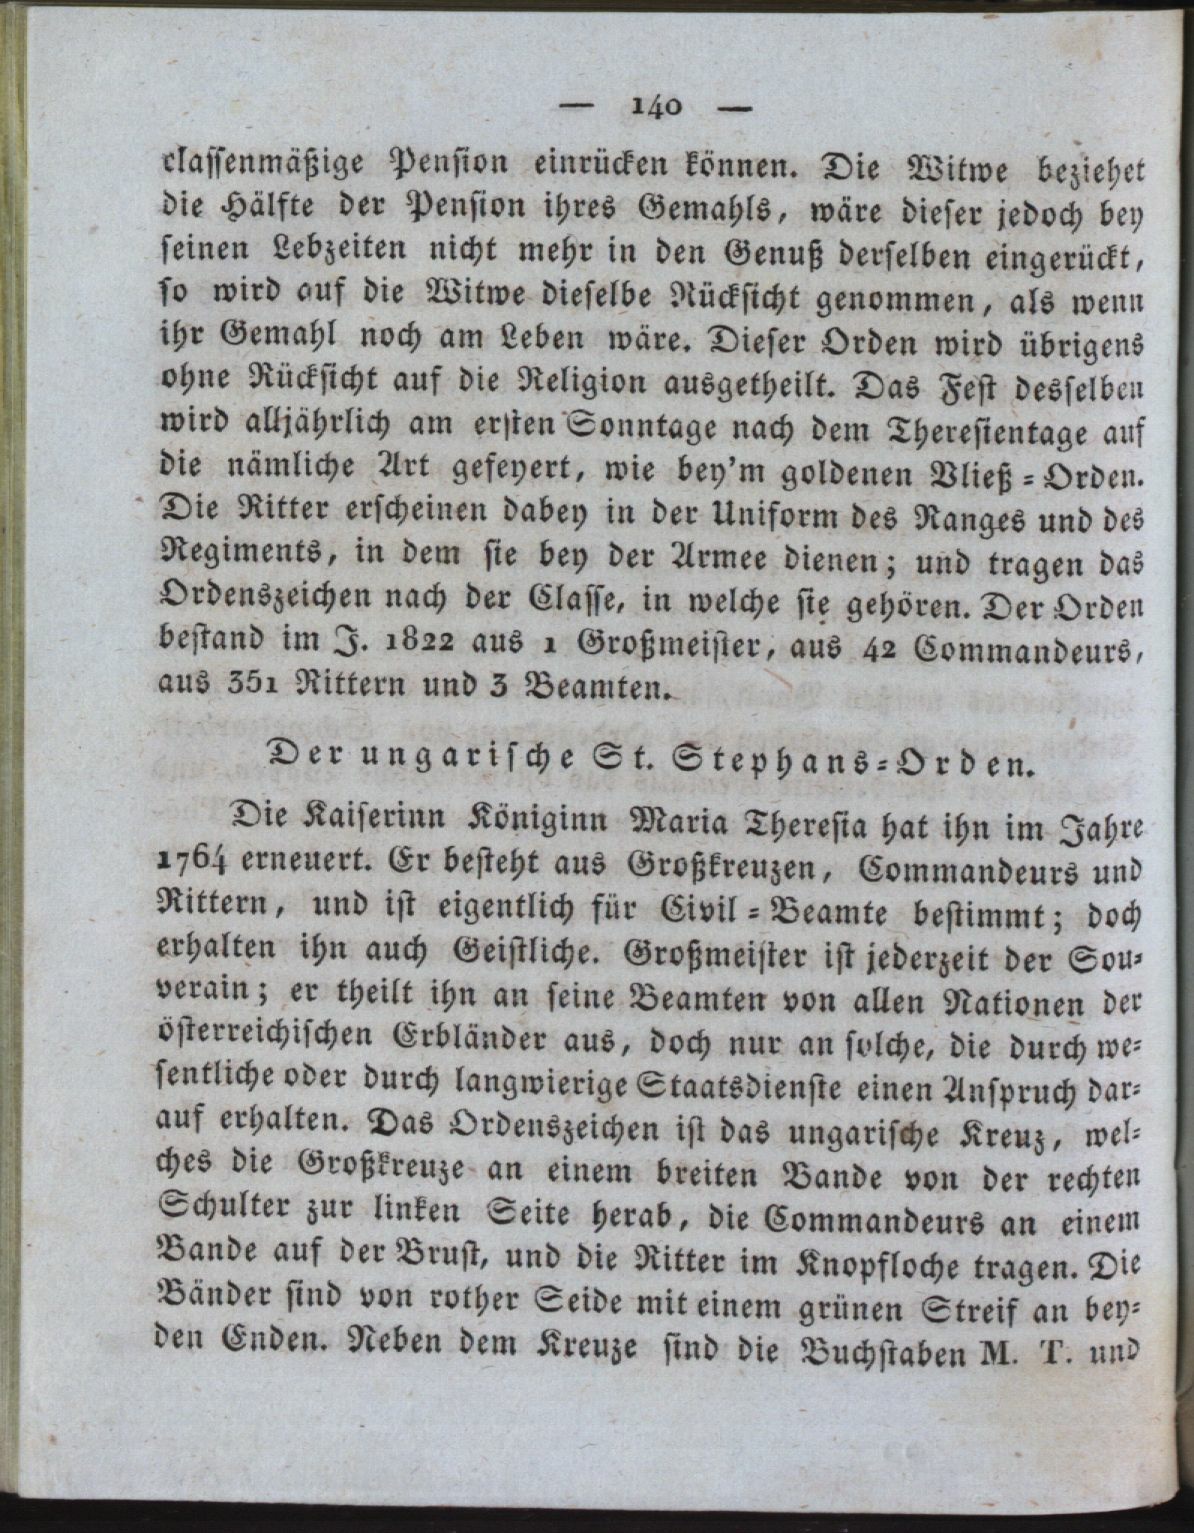 — 140 —
classenmäßige Pension einrücken können. Die Witwe beziehet
die Hälfte der Pension ihres Gemahls, wäre dieser jedoch bey
seinen Lebzeiten nicht mehr in den Genuß derselben eingerückt,
so wird auf die Witwe dieselbe Rücksicht genommen, als wenn
ihr Gemahl noch am Leben wäre. Dieser Orden wird übrigens
ohne Rücksicht auf die Religion ausgetheilt. Das Fest desselben
wird alljährlich am ersten Sonntage nach dem Theresientage auf
die nämliche Art gefeyert, wie bey'm goldenen Vließ-Orden.
Die Ritter erscheinen dabey in der Uniform des Ranges und des
Regiments, in dem sie bey der Armee dienen; und tragen das
Ordenszeichen nach der Classe, in welche sie gehören. Der Orden
bestand im J. 1822 aus 1 Großmeister, aus 42 Commandeurs,
aus 351 Rittern und 3 Beamten.
Der ungarische St. Stephans-Orden.
Die Kaiserinn Königinn Maria Theresia hat ihn im Jahre
1764 erneuert. Er besteht aus Großkreuzen, Commandeurs und
Rittern, und ist eigentlich für Civil-Beamte bestimmt; doch
erhalten ihn auch Geistliche. Großmeister ist jederzeit der Sou-
verain; er theilt ihn an seine Beamten von allen Nationen der
österreichischen Erbländer aus, doch nur an solche, die durch we-
sentliche oder durch langwierige Staatsdienste einen Anspruch dar-
auf erhalten. Das Ordenszeichen ist das ungarische Kreuz, wel-
ches die Großkreuze an einem breiten Bande von der rechten
Schulter zur linken Seite herab, die Commandeurs an einem
Bande auf der Brust, und die Ritter im Knopfloche tragen. Die
Bänder sind von rother Seide mit einem grünen Streif an bey-
den Enden. Neben dem Kreuze sind die Buchstaben M. T. und